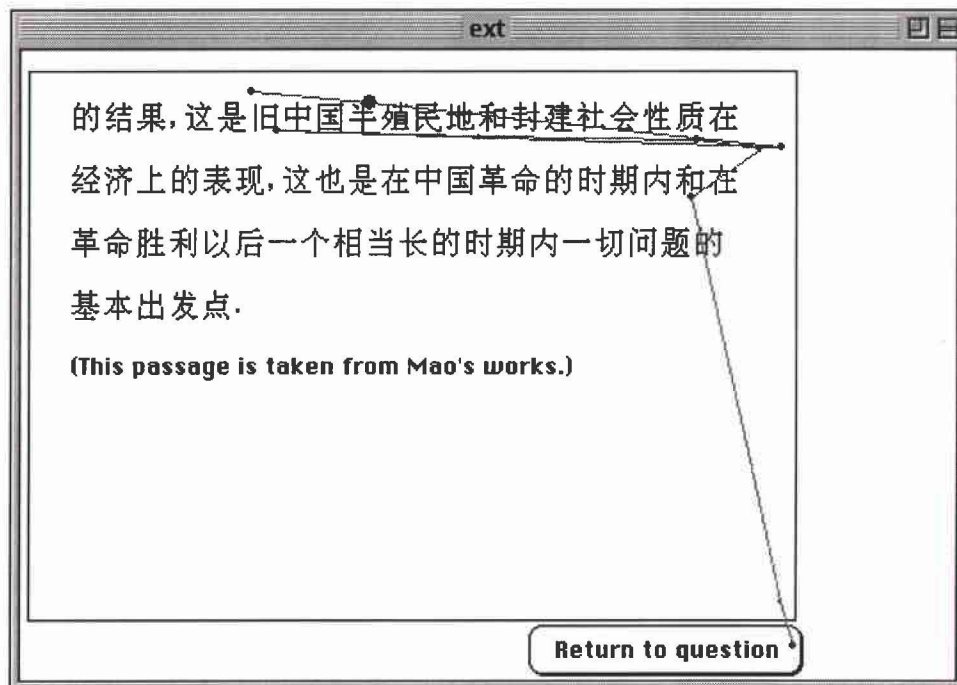 ext
的结果,这是旧中国半殖民地和封建社会性质在
经济上的表现,这也是在中国革命的时期内和在
革命胜利以后一个相当长的时期内一切问题的
基本出发点.
(This passage is taken from Mao's works.)
Return to question